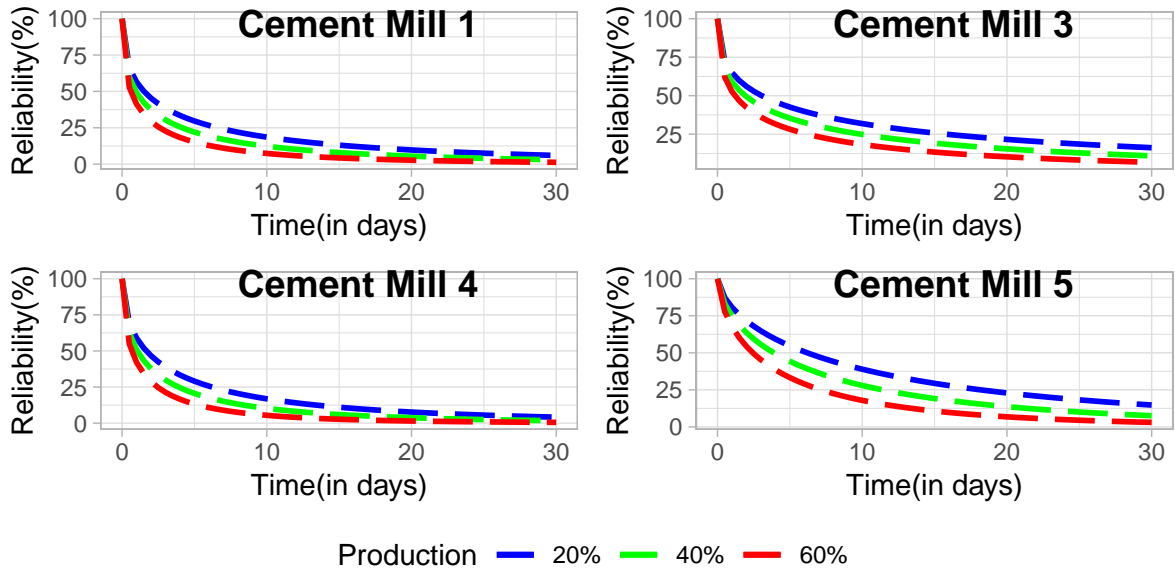 Cement Mill 1
Reliability(%)
100
75
50
25
0
0 10 20 30
Time(in days)
Cement Mill 3
Reliability(%)
100
75
50
25
0 10 20 30
Time(in days)
Cement Mill 4
Reliability(%)
100
75
50
25
0
0 10 20 30
Time(in days)
Cement Mill 5
Reliability(%)
100
75
50
25
0
0 10 20 30
Time(in days)
Production 20% 40% 60%